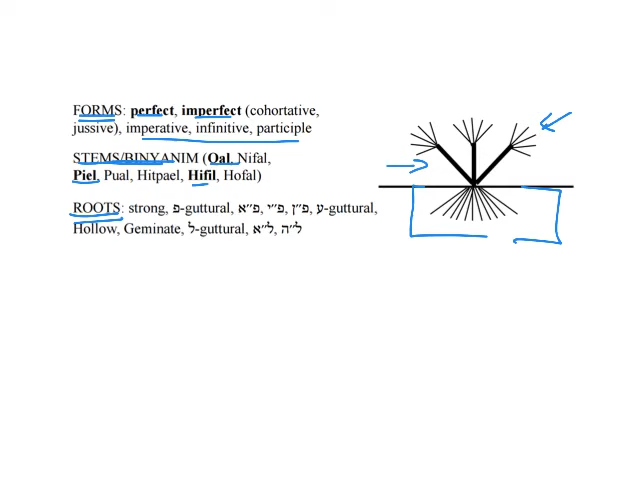 FORMS: perfect, imperfect (cohortative,
jussive), imperative, infinitive, participle
STEMS/BINYANIM (Qal, Nifal,
Piel, Pual, Hitpael, Hifil, Hofal)
ROOTS: strong, פ-guttural, פ״א, פ״י, פ״ן, ע-guttural,
Hollow, Geminate, ל-guttural, ל״א, ל״ה